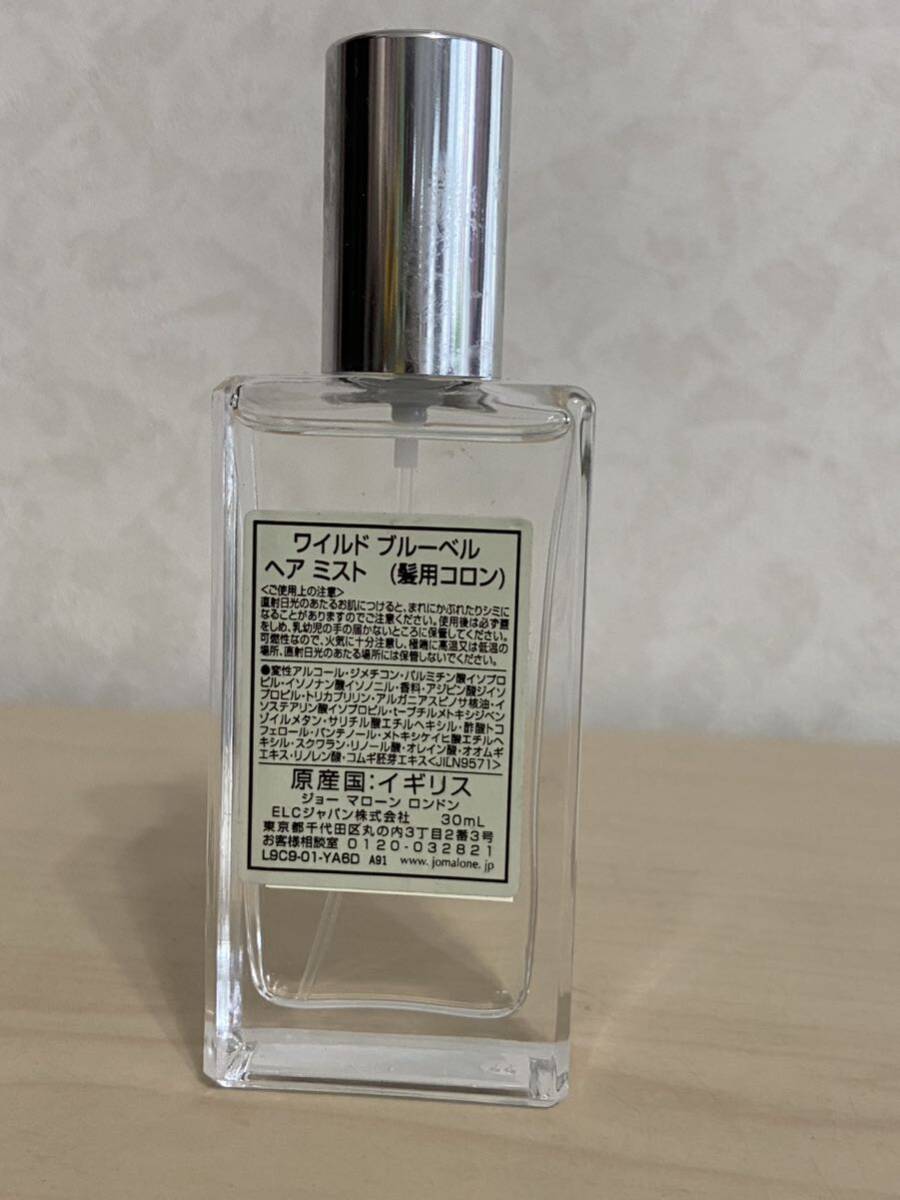 ワイルド ブルーベル
ヘア ミスト (髪用コロン)
<ご使用上の注意>
直射日光のあたるお肌につけると、まれにかぶれたりシミに
なることがありますのでご注意ください。使用後は必ず蓋
をしめ、乳幼児の手の届かないところに保管してください。
可燃性なので、火気に十分注意し、極端に高温又は低温の
場所、直射日光のあたる場所には保管しないでください。
●変性アルコール・ジメチコン・パルミチン酸イソプロ
ピル・イソノナン酸イソノニル・香料・アジピン酸ジイソ
プロピル・トリカプリリン・アルガニアスピノサ核油・イ
ソステアリン酸イソプロピル・t-ブチルメトキシジベン
ゾイルメタン・サリチル酸エチルヘキシル・酢酸トコ
フェロール・パンテノール・メトキシケイヒ酸エチルヘ
キシル・スクワラン・リノール酸・オレイン酸・オオムギ
エキス・リノレン酸・コムギ胚芽エキス<JILN9571>
原産国:イギリス
ジョー マローン ロンドン
ELCジャパン株式会社 30mL
東京都千代田区丸の内3丁目2番3号
お客様相談室 0120-032821
L9C9-01-YA6D A91 www.jomalone.jp